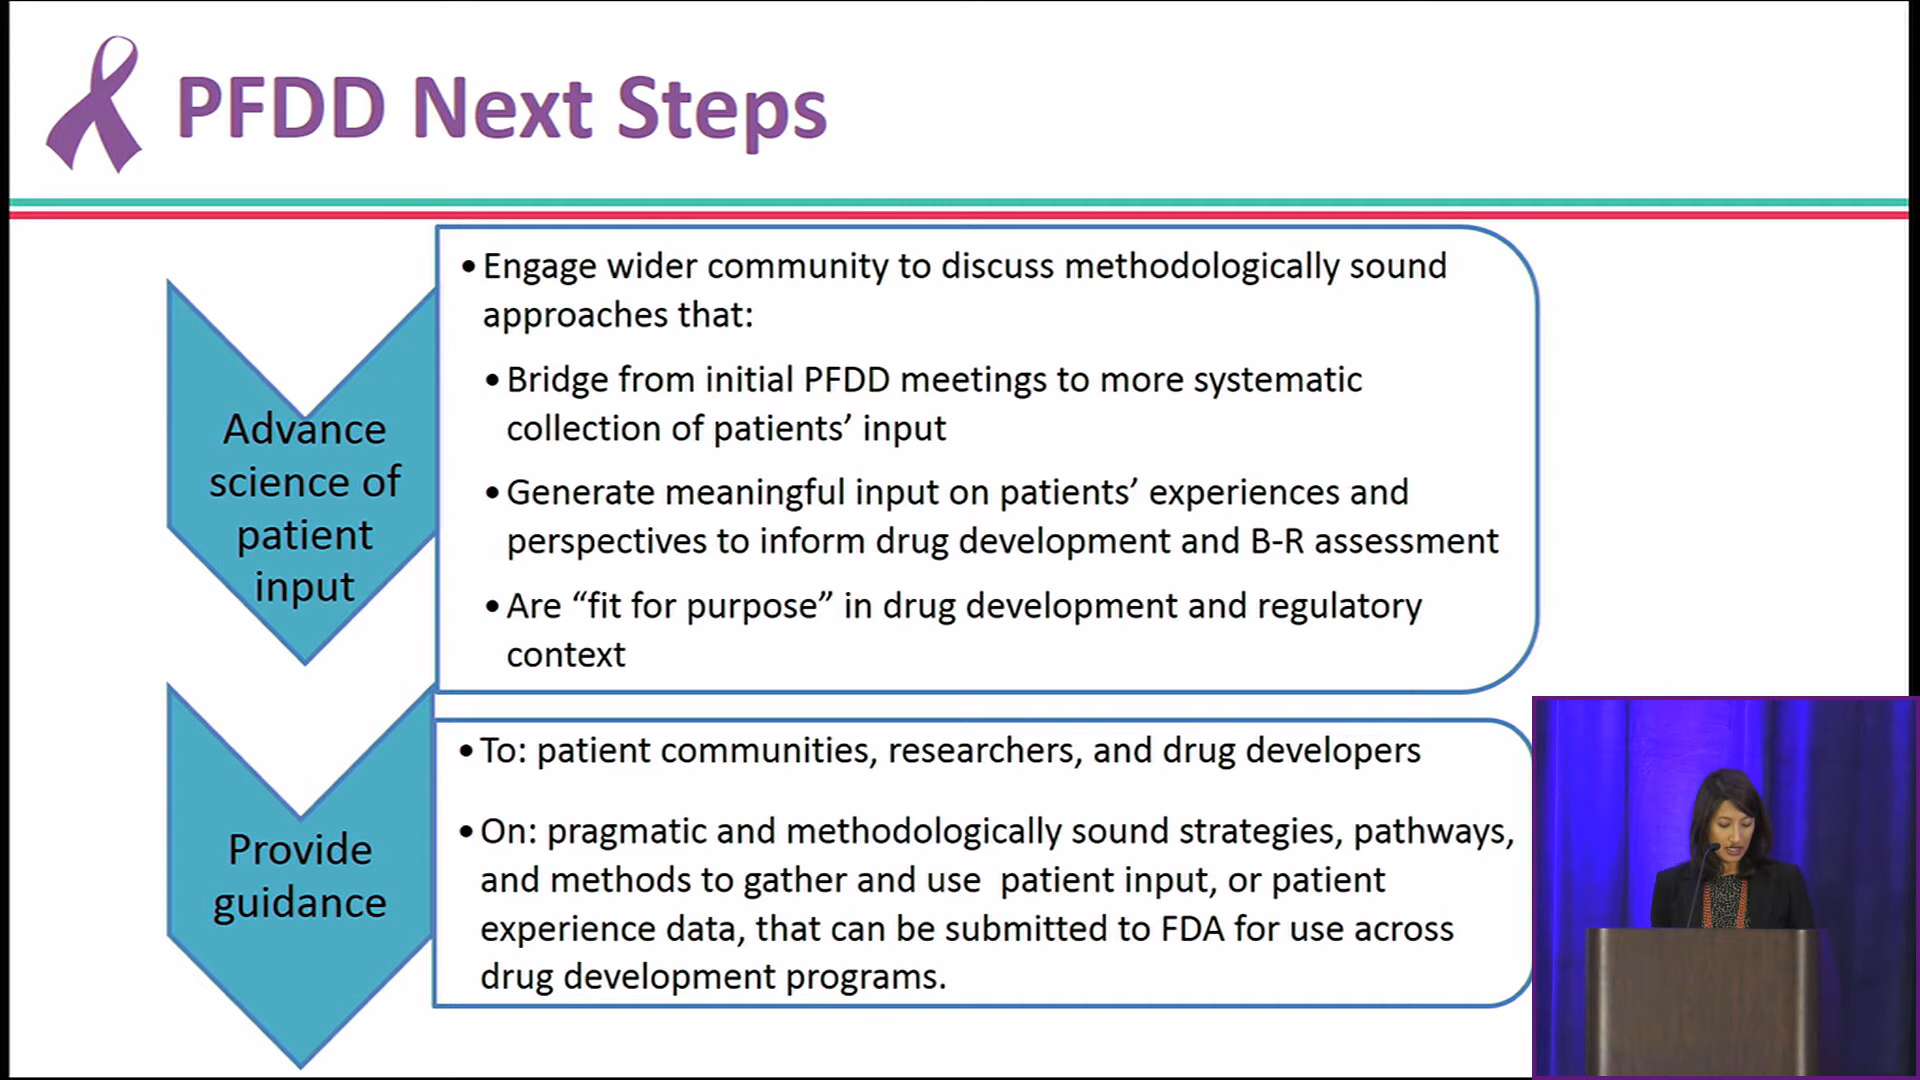 PFDD Next Steps
Advance
science of
patient
input
• Engage wider community to discuss methodologically sound
approaches that:
• Bridge from initial PFDD meetings to more systematic
collection of patients’ input
• Generate meaningful input on patients’ experiences and
perspectives to inform drug development and B-R assessment
• Are “fit for purpose” in drug development and regulatory
context
Provide
guidance
• To: patient communities, researchers, and drug developers
• On: pragmatic and methodologically sound strategies, pathways,
and methods to gather and use  patient input, or patient
experience data, that can be submitted to FDA for use across
drug development programs.